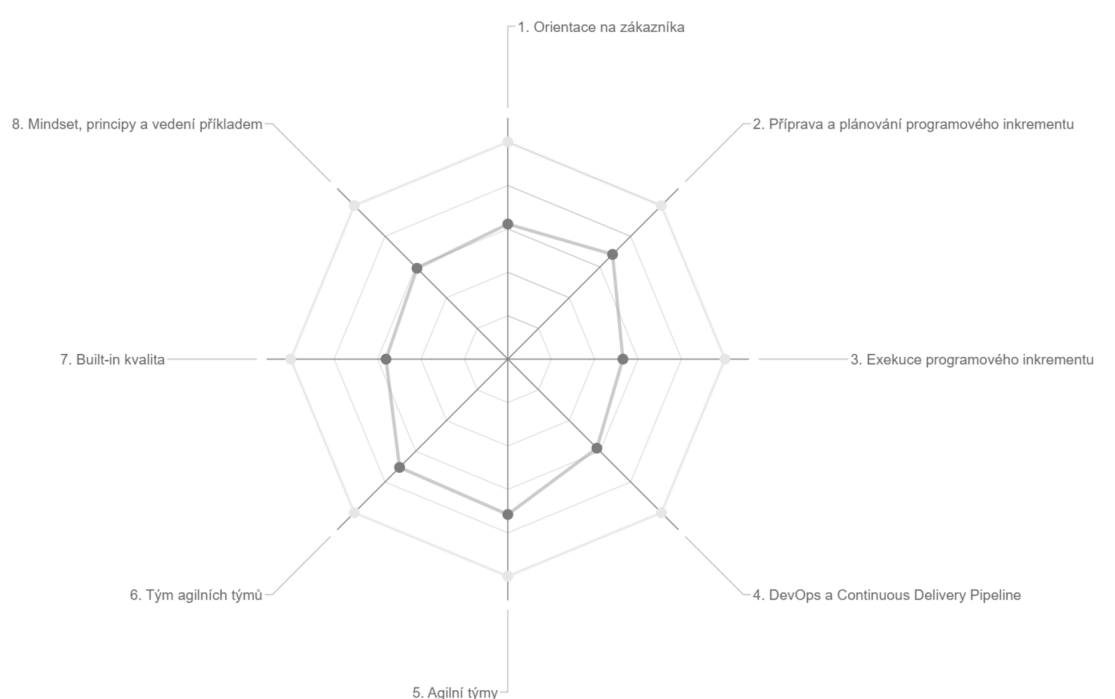 1. Orientace na zákazníka
8. Mindset, principy a vedení příkladem
2. Příprava a plánování programového inkrementu
7. Built-in kvalita
3. Exekuce programového inkrementu
6. Tým agilních týmů
4. DevOps a Continuous Delivery Pipeline
5. Agilní týmy